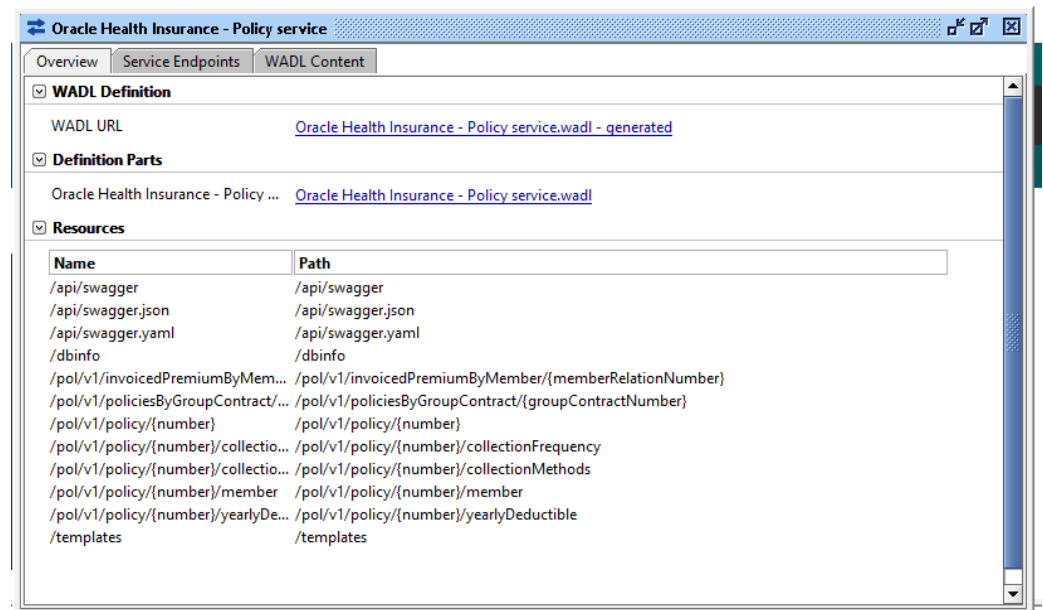 Oracle Health Insurance - Policy service
Overview Service Endpoints WADL Content
WADL Definition
WADL URL Oracle Health Insurance - Policy service.wadl - generated
Definition Parts
Oracle Health Insurance - Policy ... Oracle Health Insurance - Policy service.wadl
Resources
Name Path
/api/swagger /api/swagger
/api/swagger.json /api/swagger.json
/api/swagger.yaml /api/swagger.yaml
/dbinfo /dbinfo
/pol/v1/invoicedPremiumByMem... /pol/v1/invoicedPremiumByMember/{memberRelationNumber}
/pol/v1/policiesByGroupContract/... /pol/v1/policiesByGroupContract/{groupContractNumber}
/pol/v1/policy/{number} /pol/v1/policy/{number}
/pol/v1/policy/{number}/collectio... /pol/v1/policy/{number}/collectionFrequency
/pol/v1/policy/{number}/collectio... /pol/v1/policy/{number}/collectionMethods
/pol/v1/policy/{number}/member /pol/v1/policy/{number}/member
/pol/v1/policy/{number}/yearlyDe... /pol/v1/policy/{number}/yearlyDeductible
/templates /templates